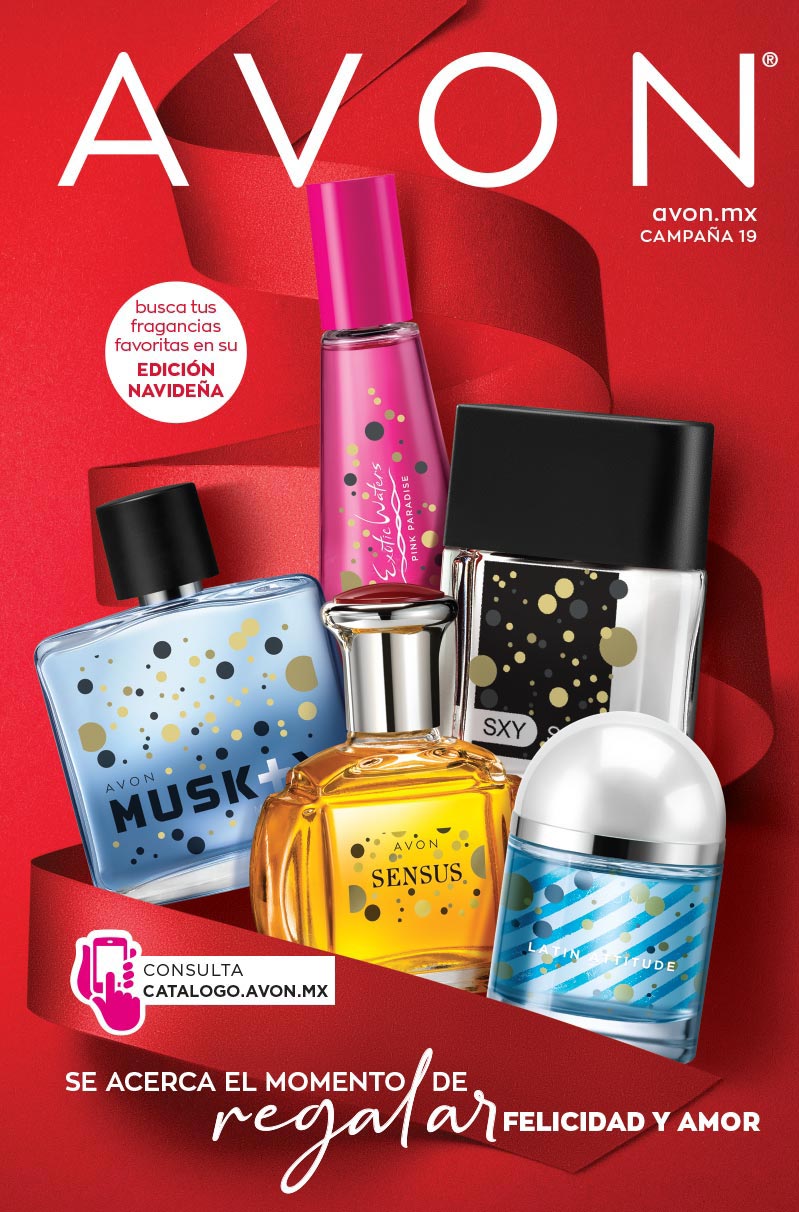 AVON®
avon.mx
CAMPAÑA 19
busca tus
fragancias
favoritas en su
EDICIÓN
NAVIDEÑA
Exotic Waters
PINK PARADISE
SXY
AVON
MUSK+
AVON
SENSUS
LATIN ATTITUDE
CONSULTA
CATALOGO.AVON.MX
SE ACERCA EL MOMENTO DE
regalar FELICIDAD Y AMOR